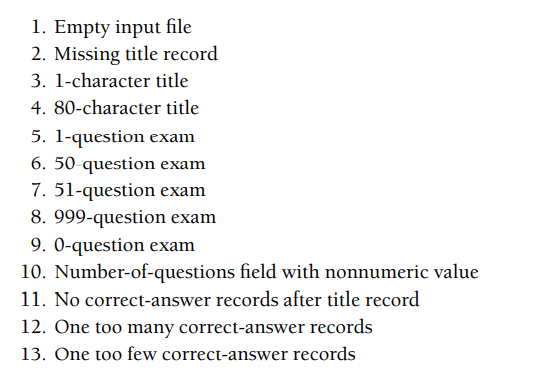 1. Empty input file
2. Missing title record
3. 1-character title
4. 80-character title
5. 1-question exam
6. 50-question exam
7. 51-question exam
8. 999-question exam
9. 0-question exam
10. Number-of-questions field with nonnumeric value
11. No correct-answer records after title record
12. One too many correct-answer records
13. One too few correct-answer records